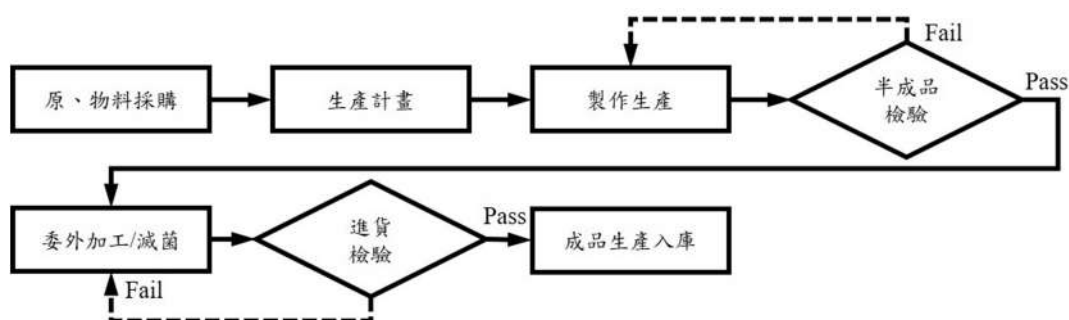 Fail
原、物料採購
生產計畫
製作生產
半成品
檢驗
Pass
委外加工/滅菌
進貨
檢驗
Pass
成品生產入庫
Fail